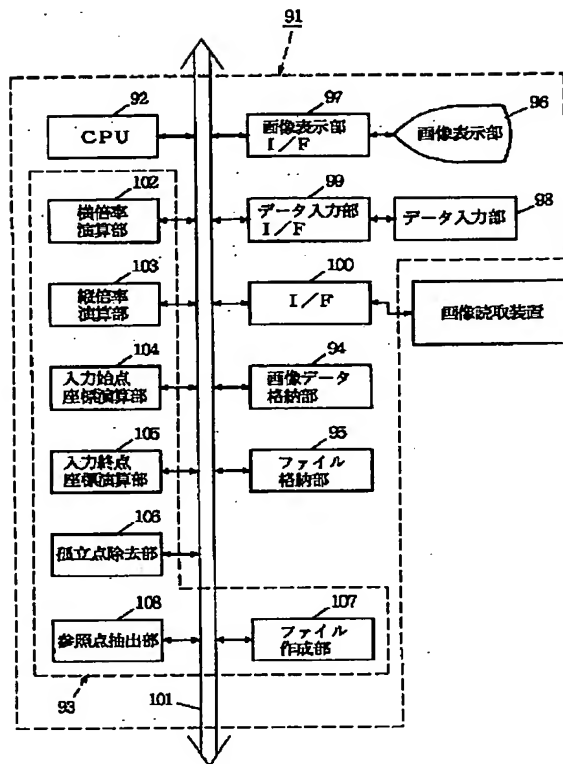 91
92
CPU
97
画像表示部
I/F
96
画像表示部
102
横倍率
演算部
99
データ入力部
I/F
98
データ入力部
103
縦倍率
演算部
100
I/F
画像読取装置
104
入力始点
座標演算部
94
画像データ
格納部
105
入力終点
座標演算部
95
ファイル
格納部
106
孤立点除去部
108
参照点抽出部
107
ファイル
作成部
93
101